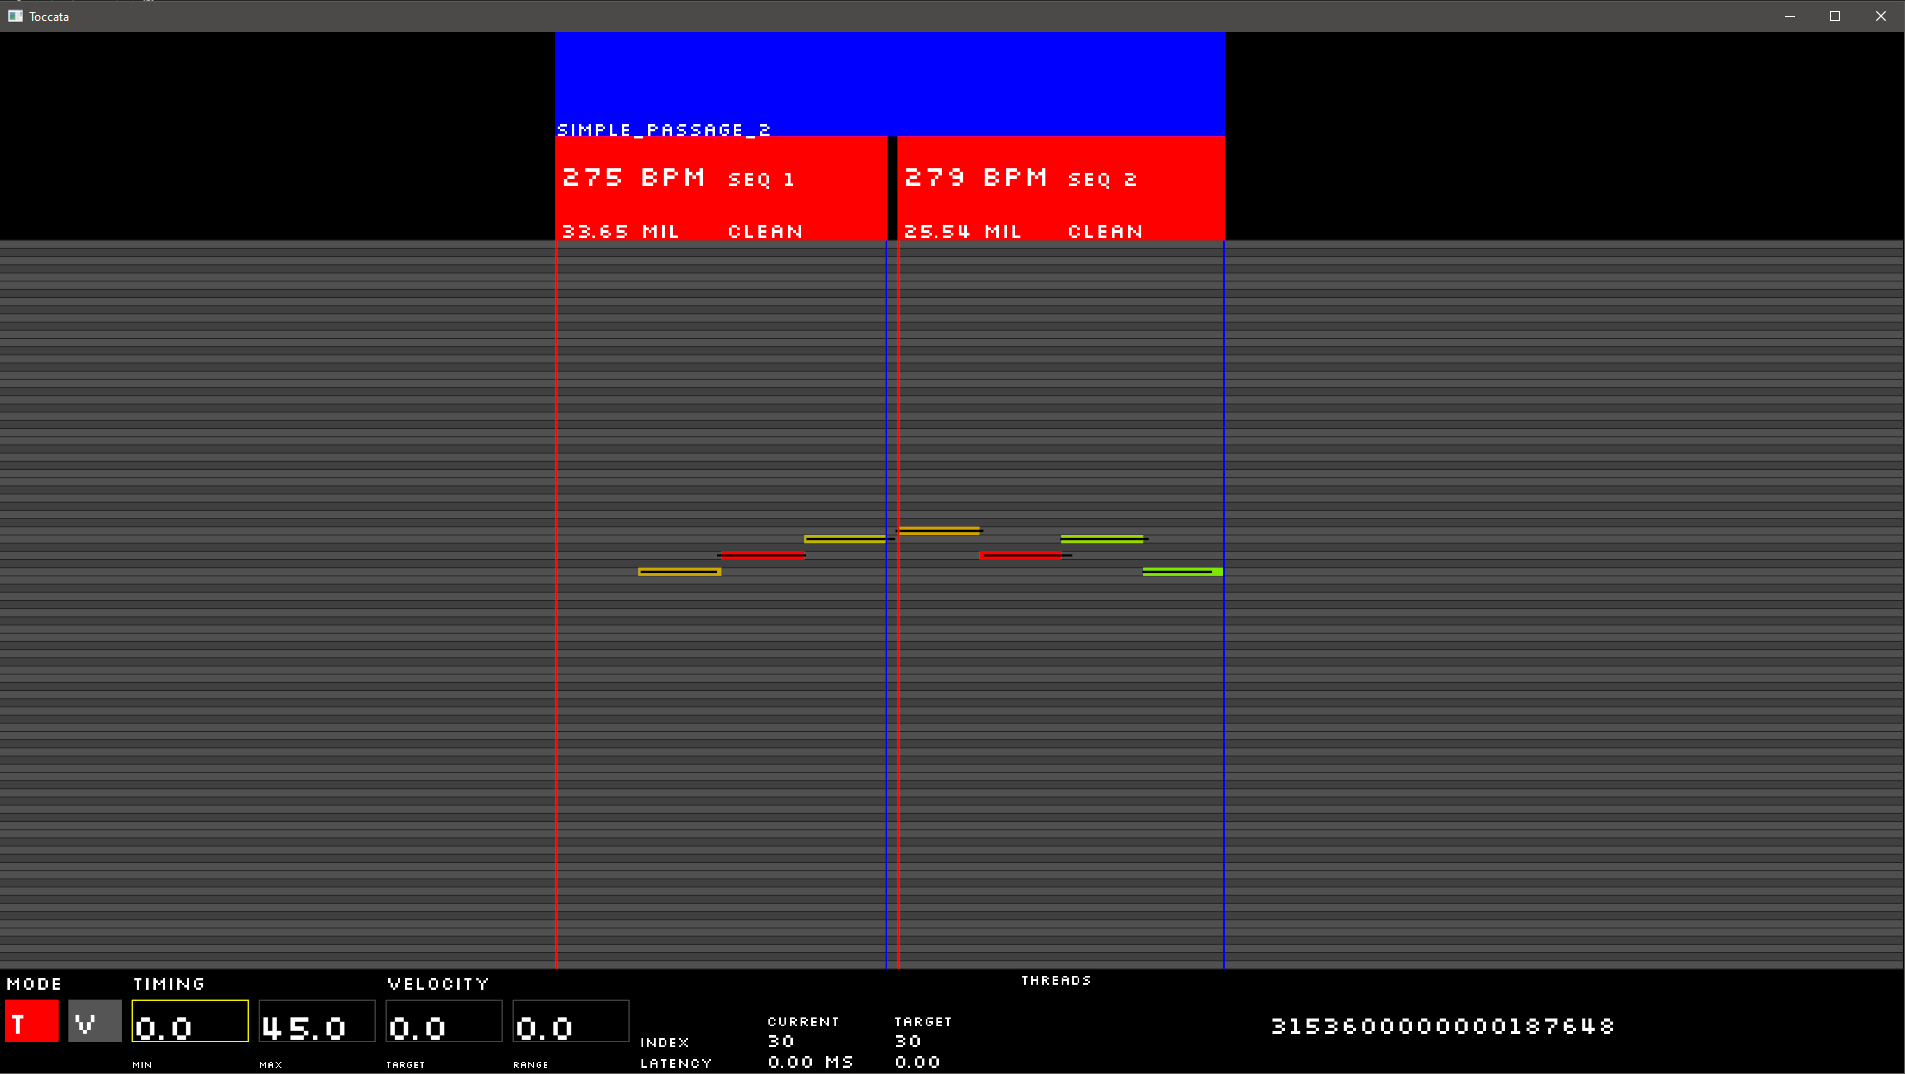 Toccata
SIMPLE_PASSAGE_2
275 BPM SEQ 1
33.65 MIL CLEAN
279 BPM SEQ 2
25.54 MIL CLEAN
MODE TIMING VELOCITY THREADS
T V 0.0 45.0 0.0 0.0
MIN MAX TARGET RANGE
CURRENT TARGET
INDEX 30 30
LATENCY 0.00 MS 0.00
3153600000000187648